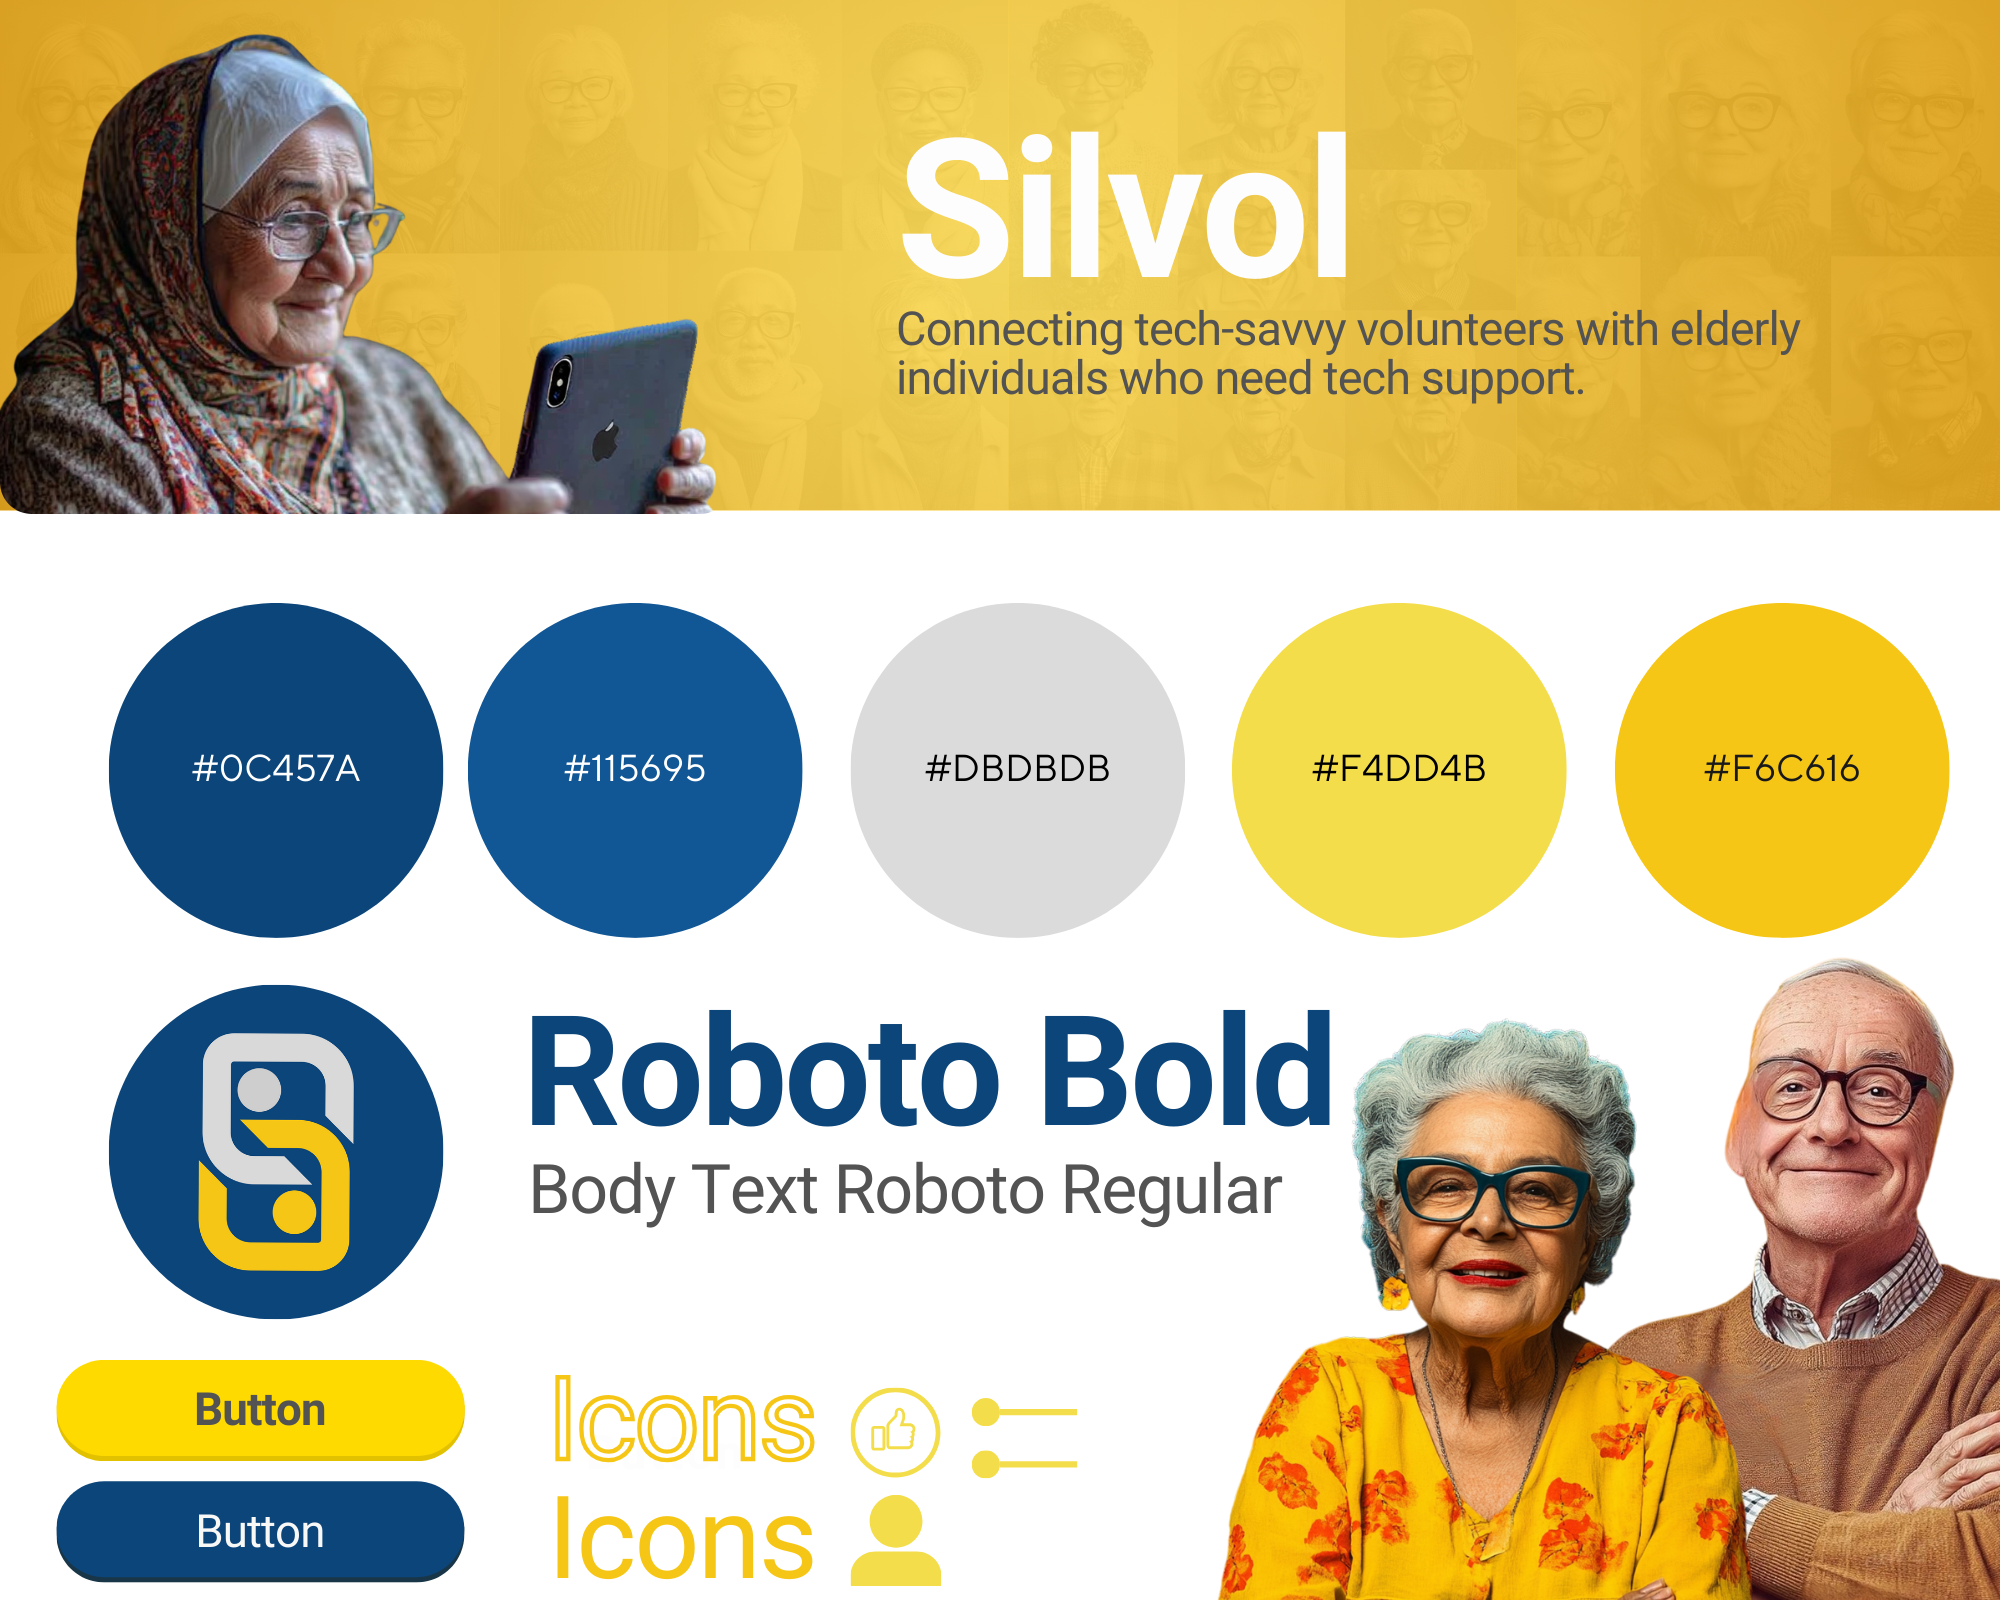 Silvol
Connecting tech-savvy volunteers with elderly
individuals who need tech support.
#0C457A
#115695
#DBDBDB
#F4DD4B
#F6C616
Roboto Bold
Body Text Roboto Regular
Button
Button
Icons
Icons